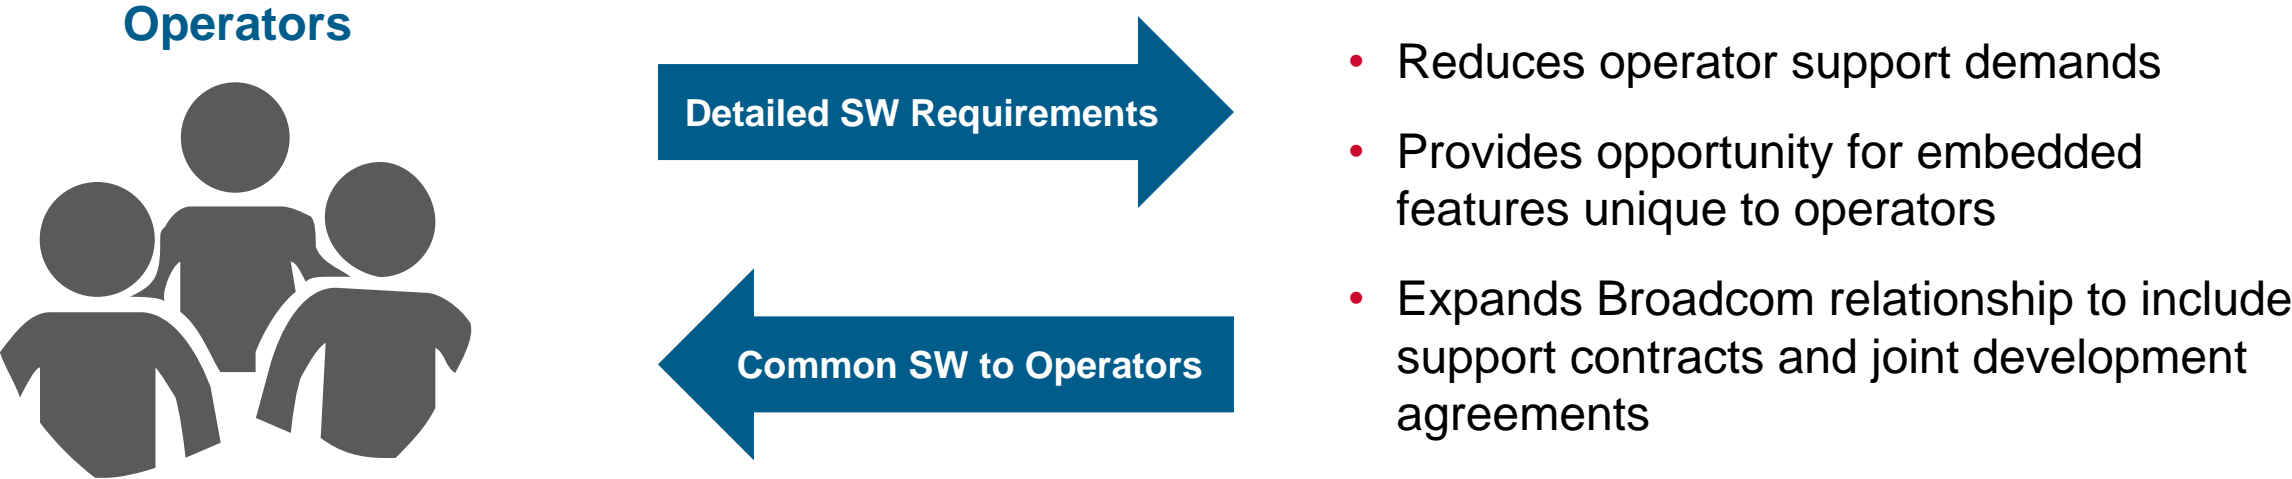 Operators
Detailed SW Requirements
Common SW to Operators
• Reduces operator support demands
• Provides opportunity for embedded
features unique to operators
• Expands Broadcom relationship to include
support contracts and joint development
agreements